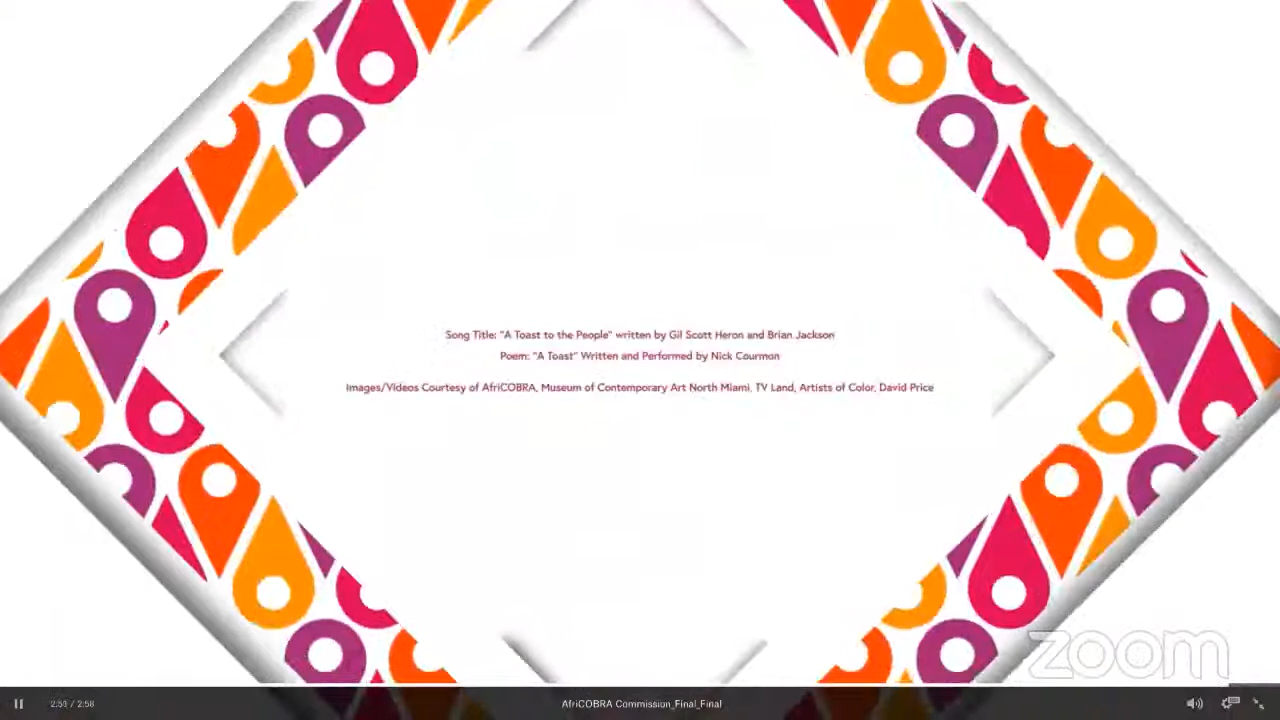 Song Title: "A Toast to the People" written by Gil Scott Heron and Brian Jackson
Poem: "A Toast" Written and Performed by Nick Courmon
Images/Videos Courtesy of AfriCOBRA, Museum of Contemporary Art North Miami, TV Land, Artists of Color, David Price
zoom
2:51 / 2:58
AfriCOBRA Commission_Final_Final